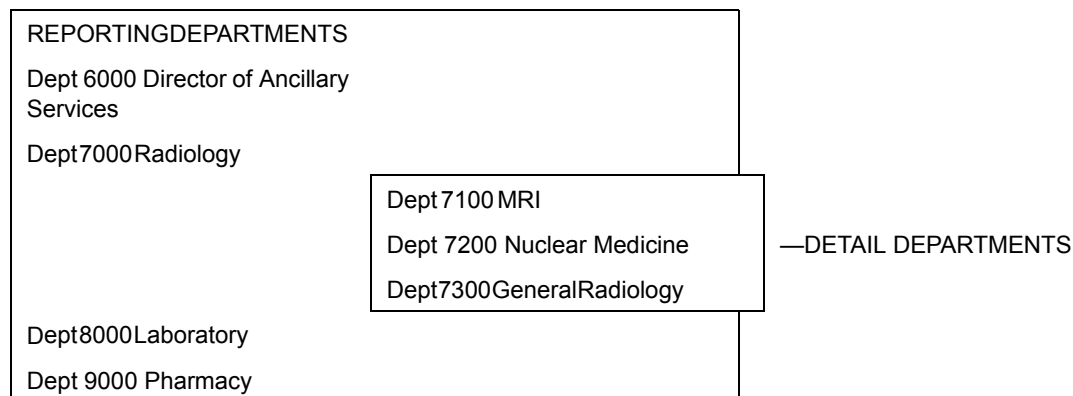 REPORTINGDEPARTMENTS
Dept 6000 Director of Ancillary
Services
Dept7000Radiology
Dept7100MRI
Dept 7200 Nuclear Medicine
—DETAIL DEPARTMENTS
Dept7300GeneralRadiology
Dept8000Laboratory
Dept 9000 Pharmacy